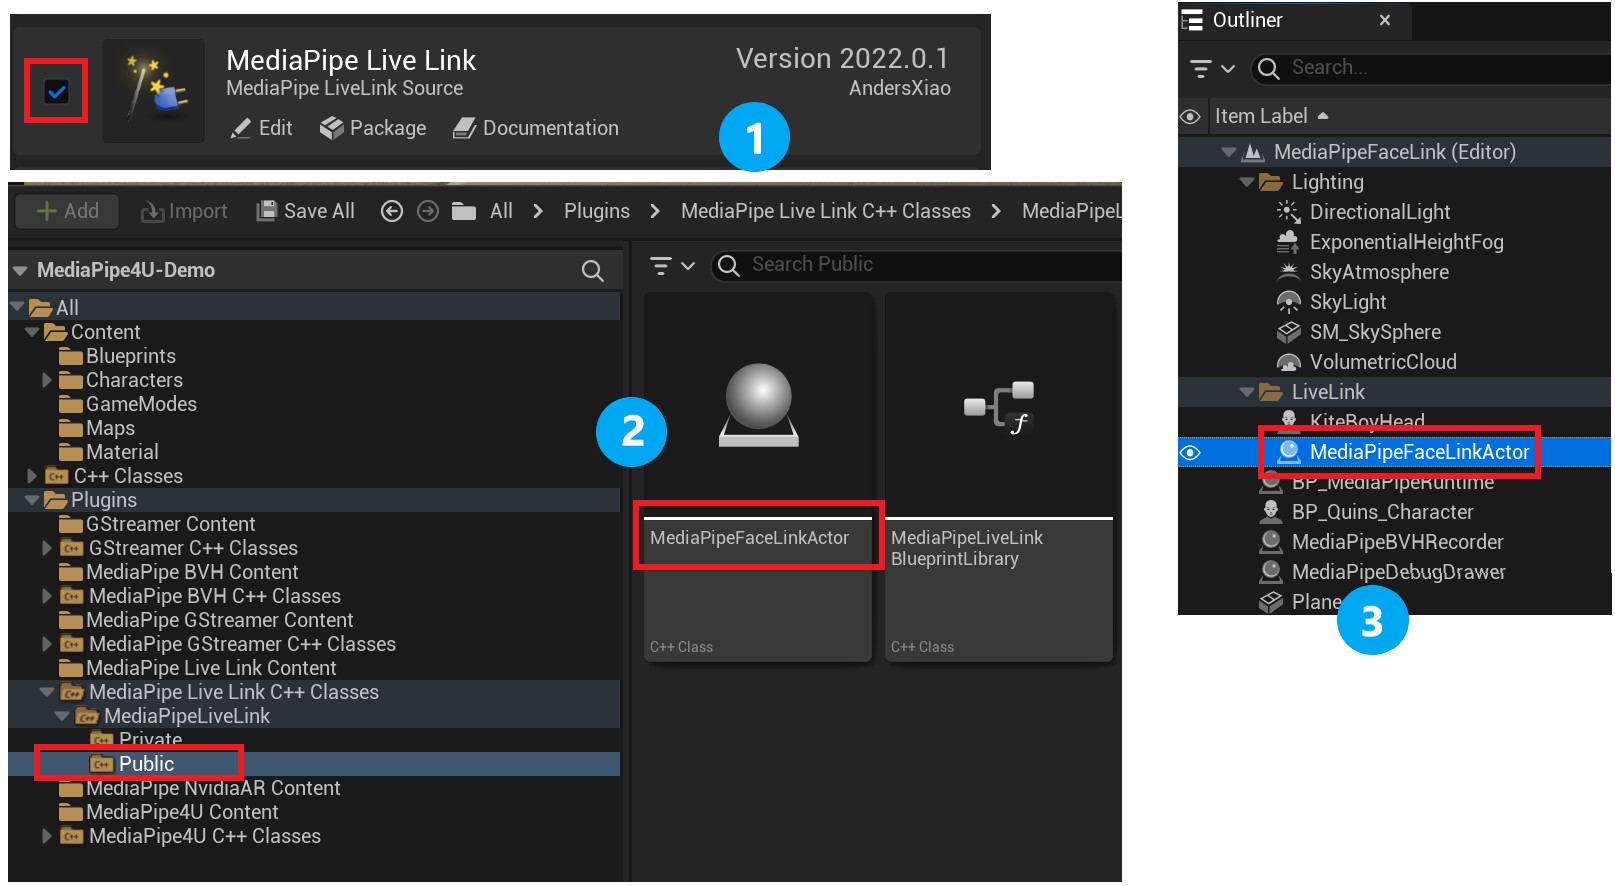 MediaPipe Live Link
Version 2022.0.1
MediaPipe LiveLink Source
AndersXiao
Edit
Package
Documentation
1
Add
Import
Save All
All
Plugins
MediaPipe Live Link C++ Classes
MediaPipeL
MediaPipe4U-Demo
All
Content
Blueprints
Characters
GameModes
Maps
Material
C++ Classes
Plugins
GStreamer Content
GStreamer C++ Classes
MediaPipe BVH Content
MediaPipe BVH C++ Classes
MediaPipe GStreamer Content
MediaPipe GStreamer C++ Classes
MediaPipe Live Link Content
MediaPipe Live Link C++ Classes
MediaPipeLiveLink
Private
Public
MediaPipe NvidiaAR Content
MediaPipe4U Content
MediaPipe4U C++ Classes
Search Public
2
MediaPipeFaceLinkActor
C++ Class
MediaPipeLiveLink
BlueprintLibrary
C++ Class
Outliner
Search...
Item Label
MediaPipeFaceLink (Editor)
Lighting
DirectionalLight
ExponentialHeightFog
SkyAtmosphere
SkyLight
SM_SkySphere
VolumetricCloud
LiveLink
KiteBoyHead
MediaPipeFaceLinkActor
BP_MediaPipeRuntime
BP_Quins_Character
MediaPipeBVHRecorder
MediaPipeDebugDrawer
Plane
3